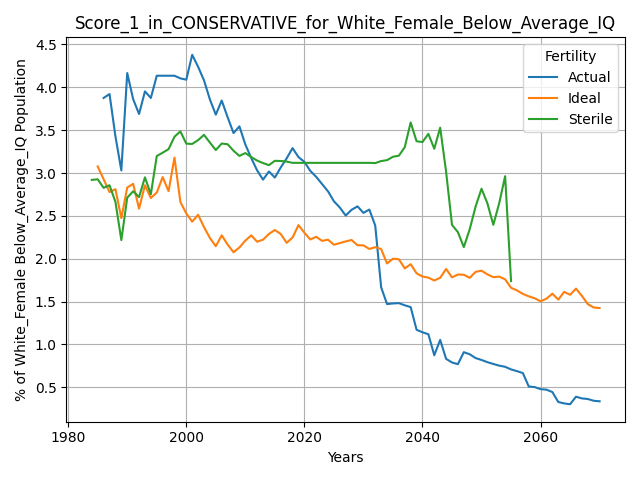 Score_1_in_CONSERVATIVE_for_White_Female_Below_Average_IQ
% of White_Female Below_Average_IQ Population
4.5
4.0
3.5
3.0
2.5
2.0
1.5
1.0
0.5
Fertility
Actual
Ideal
Sterile
1980
2000
2020
2040
2060
Years